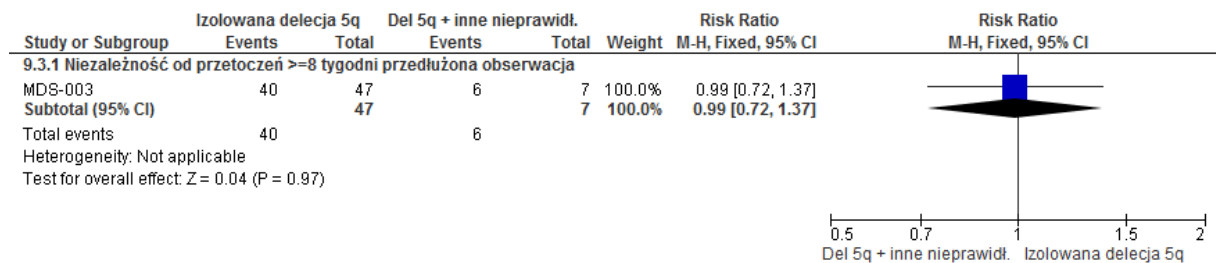 Izolowana delecja 5q Del 5q + inne nieprawidł. Risk Ratio Risk Ratio
Study or Subgroup Events Total Events Total Weight M-H, Fixed, 95% CI M-H, Fixed, 95% CI
9.3.1 Niezależność od przetoczeń >=8 tygodni przedłużona obserwacja
MDS-003 40 47 6 7 100.0% 0.99 [0.72, 1.37]
Subtotal (95% CI) 47 7 100.0% 0.99 [0.72, 1.37]
Total events 40 6
Heterogeneity: Not applicable
Test for overall effect: Z = 0.04 (P = 0.97)
0.5 0.7 1 1.5 2
Del 5q + inne nieprawidł. Izolowana delecja 5q